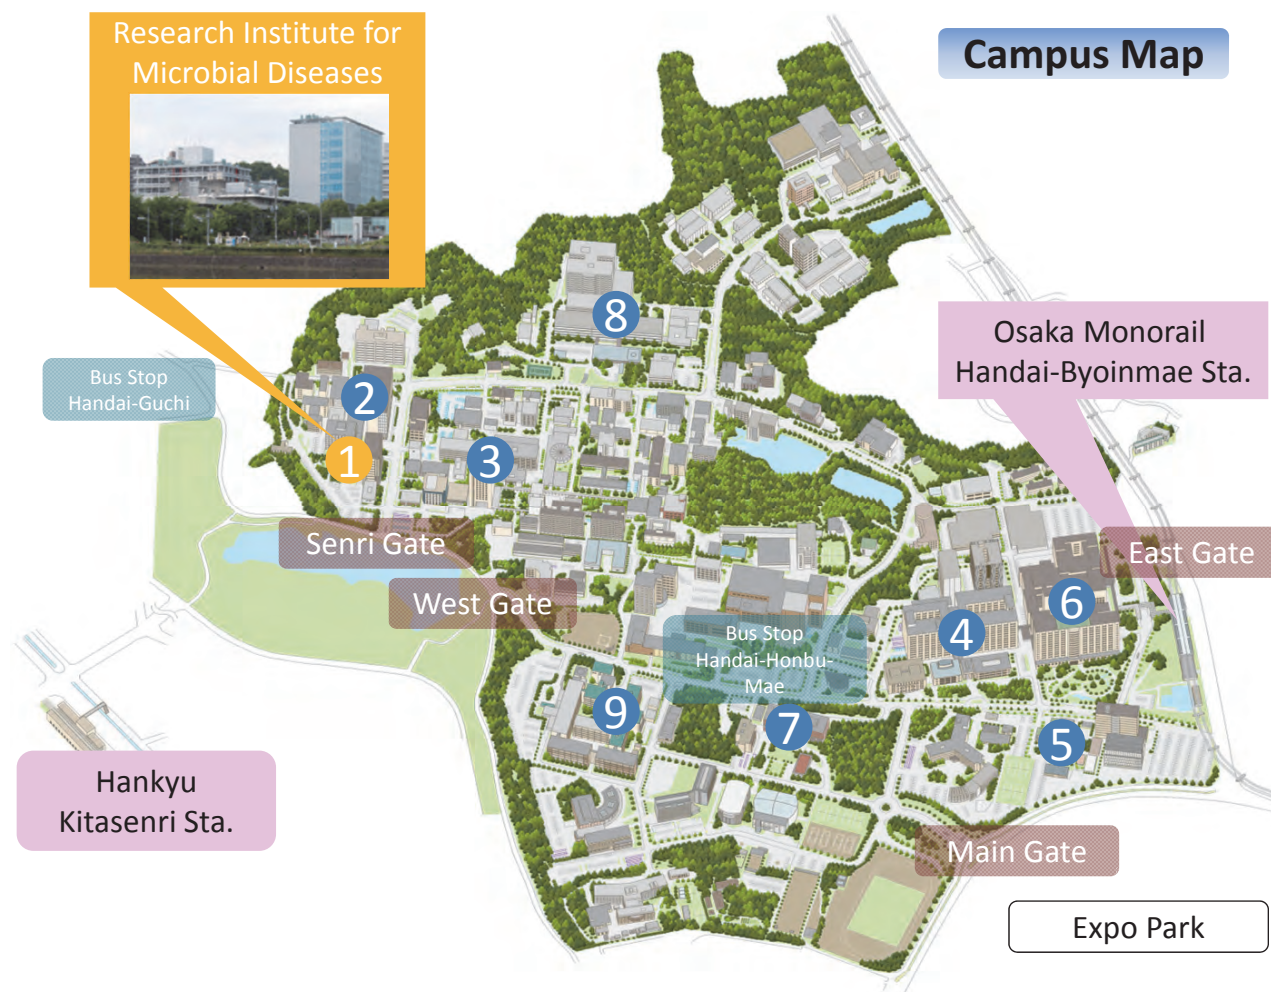 Research Institute for
Microbial Diseases
Campus Map
8
Osaka Monorail
Handai-Byoinmae Sta.
Bus Stop
Handai-Guchi
2
1
3
Senri Gate
East Gate
West Gate
6
4
Bus Stop
Handai-Honbu-
Mae
9
7
5
Hankyu
Kitasenri Sta.
Main Gate
Expo Park